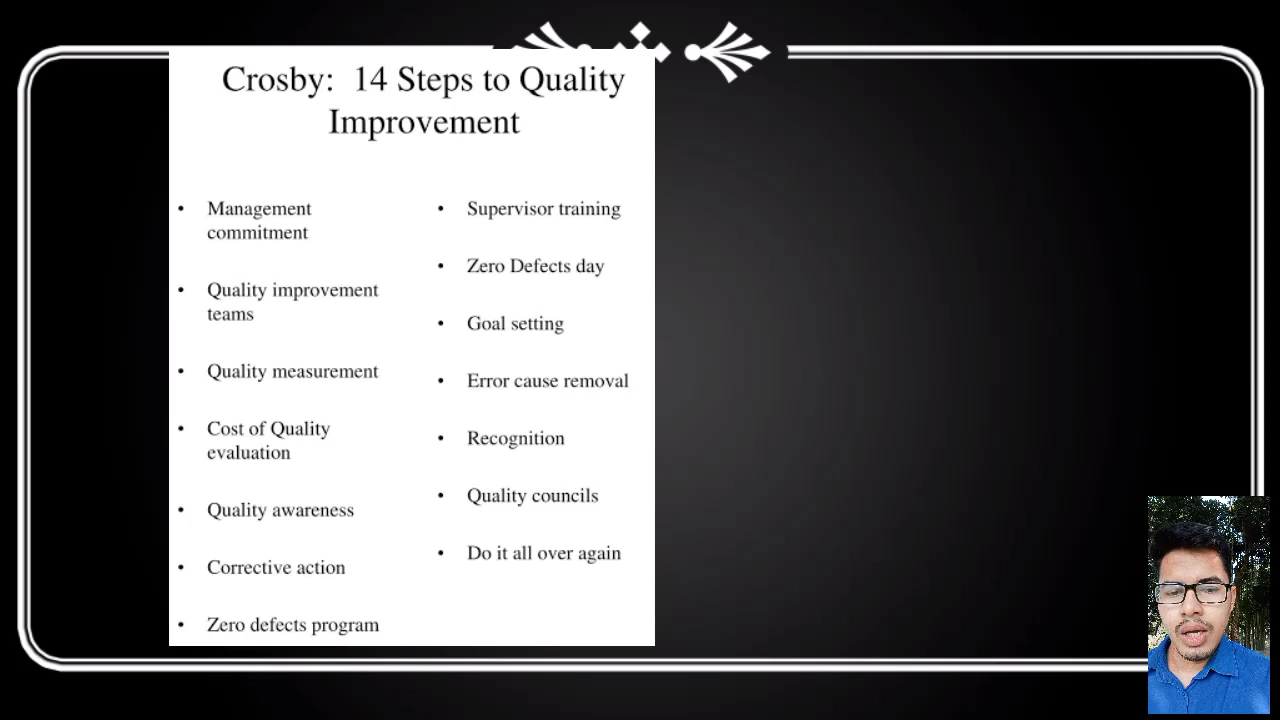 Crosby: 14 Steps to Quality
Improvement
• Management
commitment
• Quality improvement
teams
• Quality measurement
• Cost of Quality
evaluation
• Quality awareness
• Corrective action
• Zero defects program
• Supervisor training
• Zero Defects day
• Goal setting
• Error cause removal
• Recognition
• Quality councils
• Do it all over again